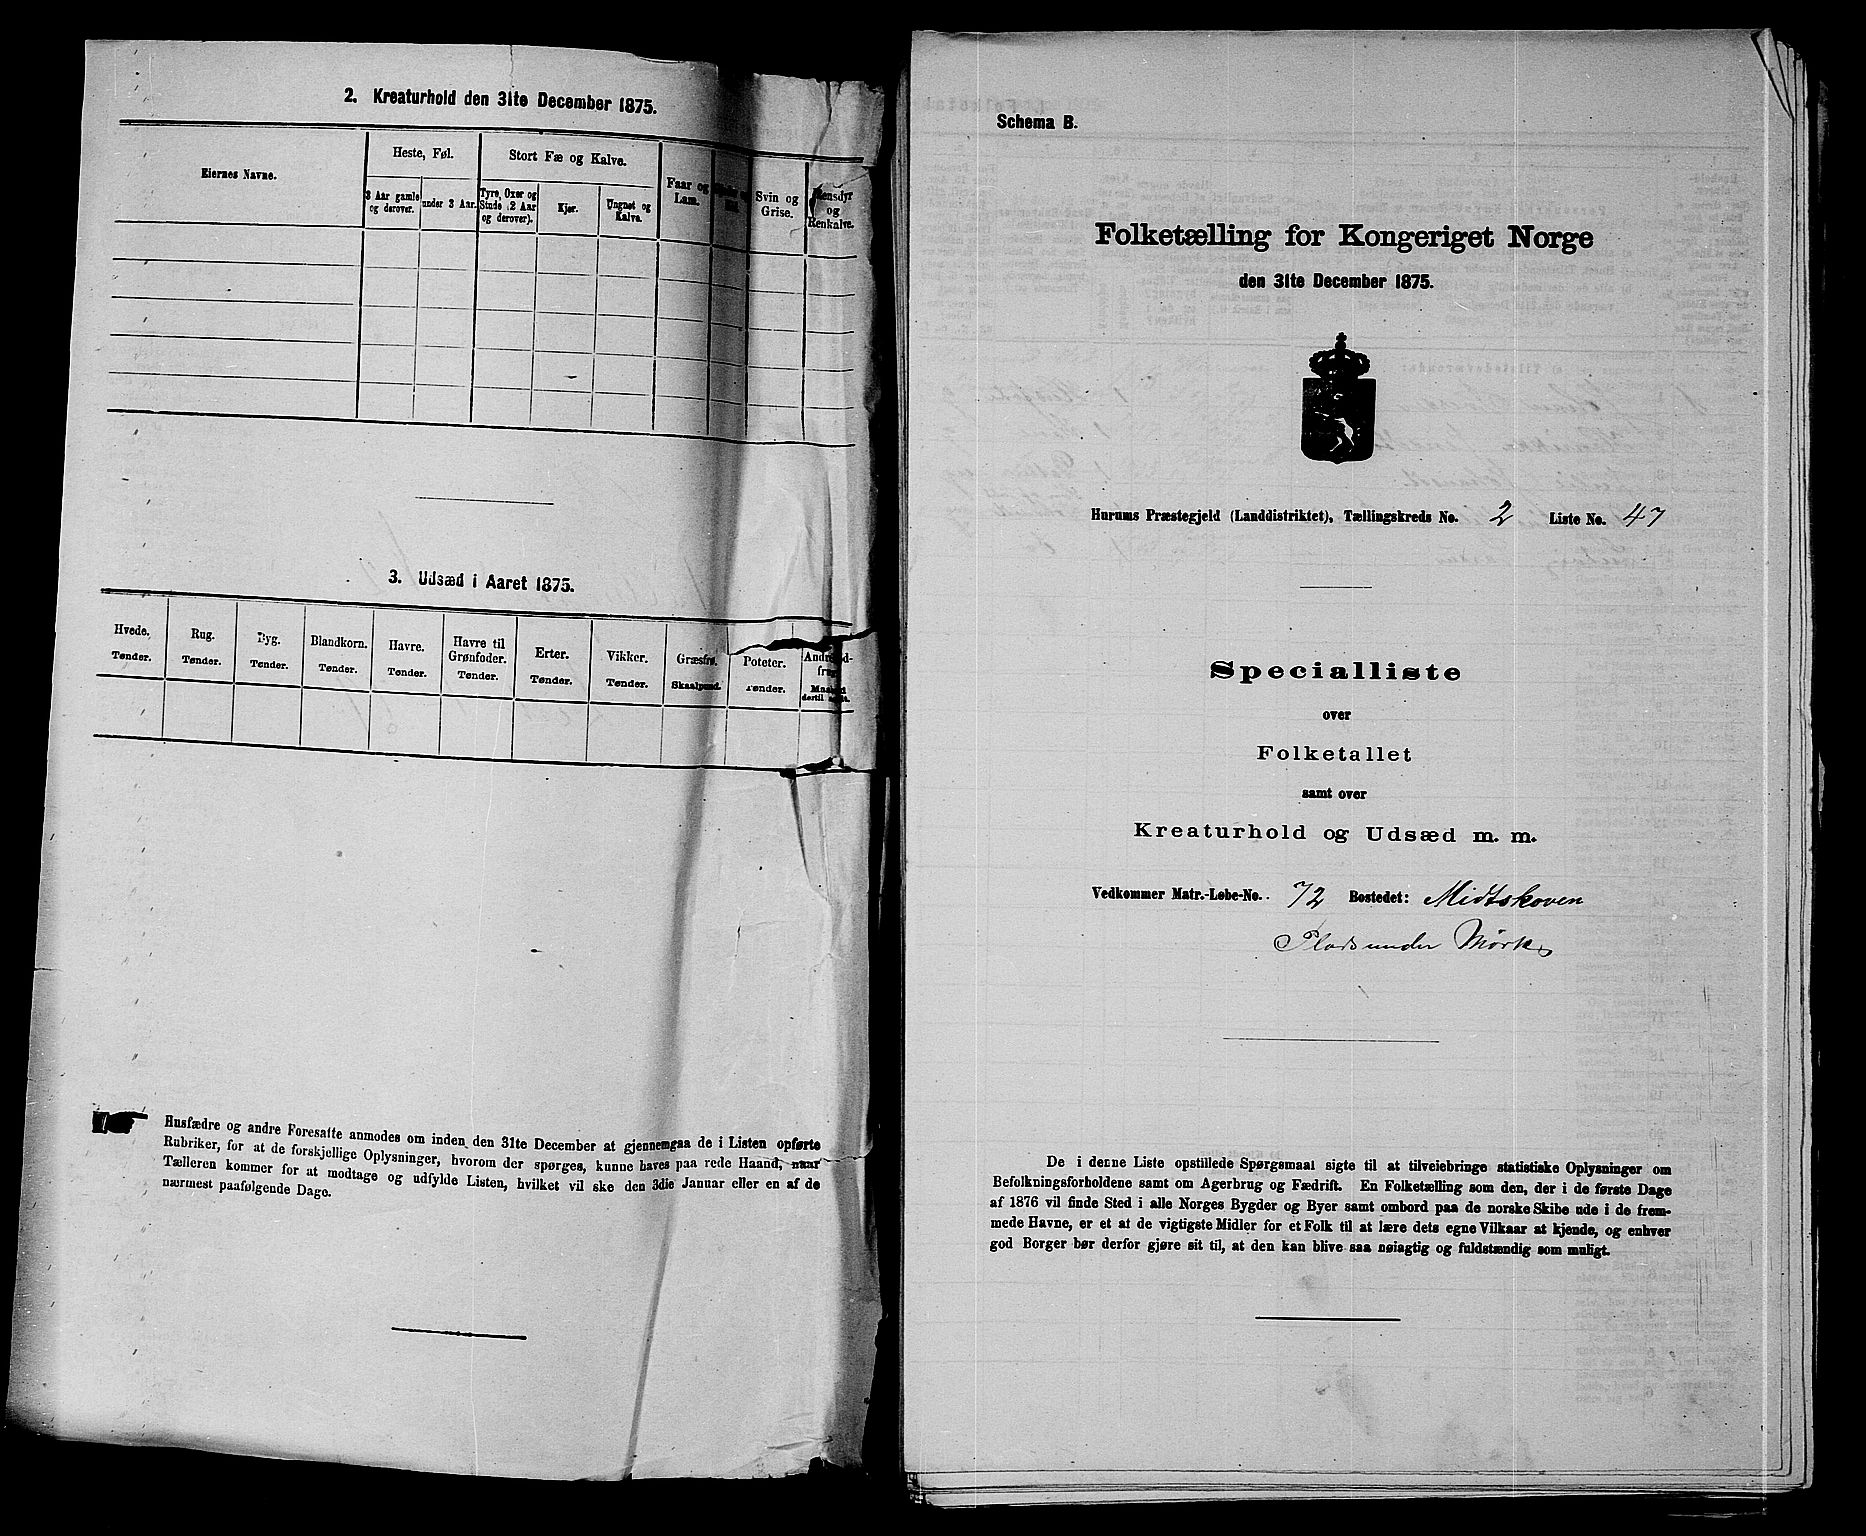 2. Kreaturhold den 31te December 1875.
Eiernes Navne.
Heste, Føl.
Stort Fæ og Kalve.
3 Aar gamle og derover.
under 3 Aar.
Tyre, Oxer og Stude (2 Aar og derover).
Kjør.
Ungnøt og Kalve.
Faar og Lam.
Svin og Grise.
Rensdyr og Renkalve.
3. Udsæd i Aaret 1875.
Hvede. Rug. Byg. Blandkorn. Havre. Havre til Grønfoder. Erter. Vikker. Græsfrø. Poteter.
Tønder. Tønder. Tønder. Tønder. Tønder. Tønder. Tønder. Tønder. Skaalpund. Tønder.
Husfædre og andre Foresatte anmodes om inden den 31te December at gjennemgaa de i Listen opførte
Rubriker, for at de forskjellige Oplysninger, hvorom der spørges, kunne haves paa rede Haand, naar
Tælleren kommer for at modtage og udfylde Listen, hvilket vil ske den 3die Januar eller en af de
nærmest paafølgende Dage.
Schema B.
Folketælling for Kongeriget Norge
den 31te December 1875.
Hurums Præstegjeld (Landdistriktet), Tællingskreds No. 2 Liste No. 47
Specialliste
over
Folketallet
samt over
Kreaturhold og Udsæd m. m.
Vedkommer Matr.-Løbe-No. 72 Bostedet: Midtskoven
Plads under Mørk
De i denne Liste opstillede Spørgsmaal sigte til at tilveiebringe statistiske Oplysninger om
Befolkningsforholdene samt om Agerbrug og Fædrift. En Folketælling som den, der i de første Dage
af 1876 vil finde Sted i alle Norges Bygder og Byer samt ombord paa de norske Skibe ude i de frem-
mede Havne, er et af de vigtigste Midler for et Folk til at lære dets egne Vilkaar at kjende, og enhver
god Borger bør derfor gjøre sit til, at den kan blive saa nøiagtig og fuldstændig som muligt.